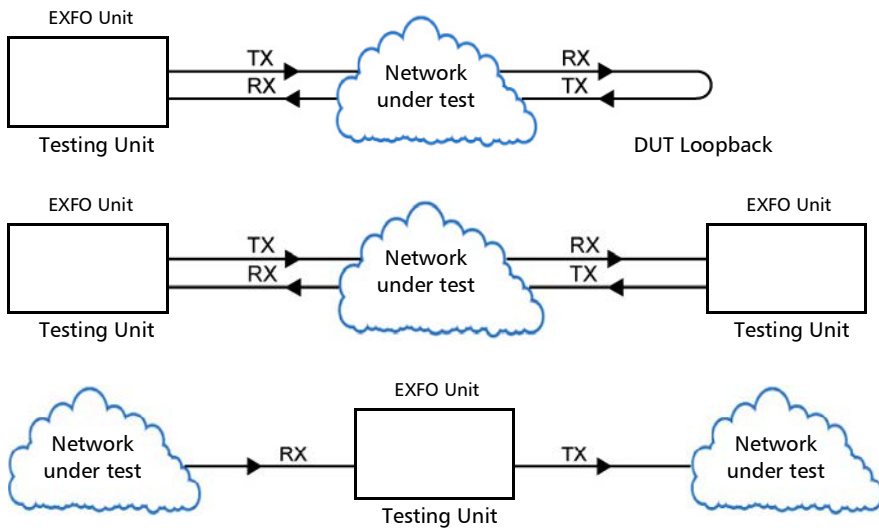 EXFO Unit
TX
RX
Network
under test
RX
TX
Testing Unit
DUT Loopback
EXFO Unit
EXFO Unit
TX
RX
Network
under test
RX
TX
Testing Unit
Testing Unit
EXFO Unit
Network
under test
RX
TX
Network
under test
Testing Unit